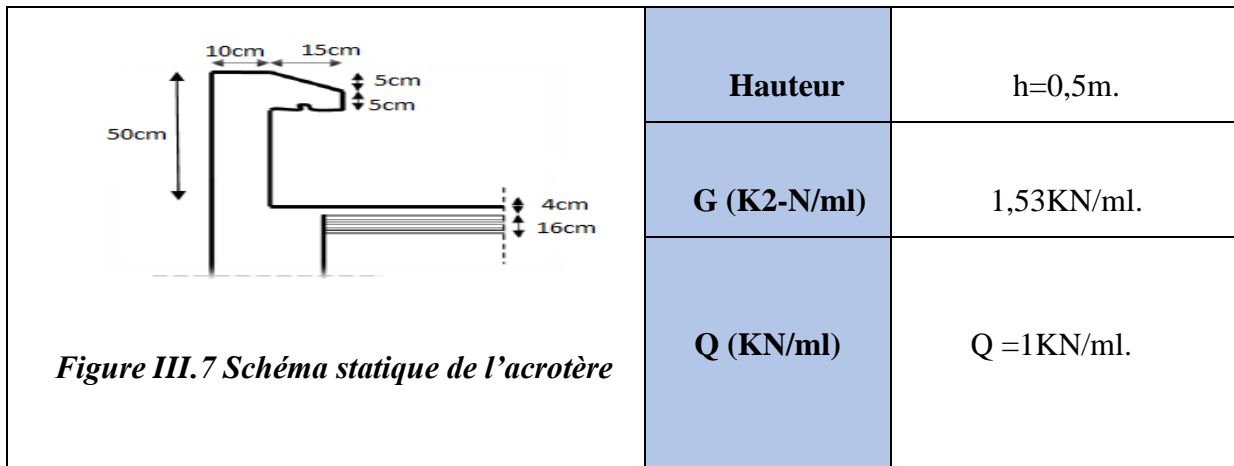 10cm 15cm
5cm
5cm
50cm
4cm
16cm
Figure III.7 Schéma statique de l’acrotère
Hauteur h=0,5m.
G (K2-N/ml) 1,53KN/ml.
Q (KN/ml) Q =1KN/ml.